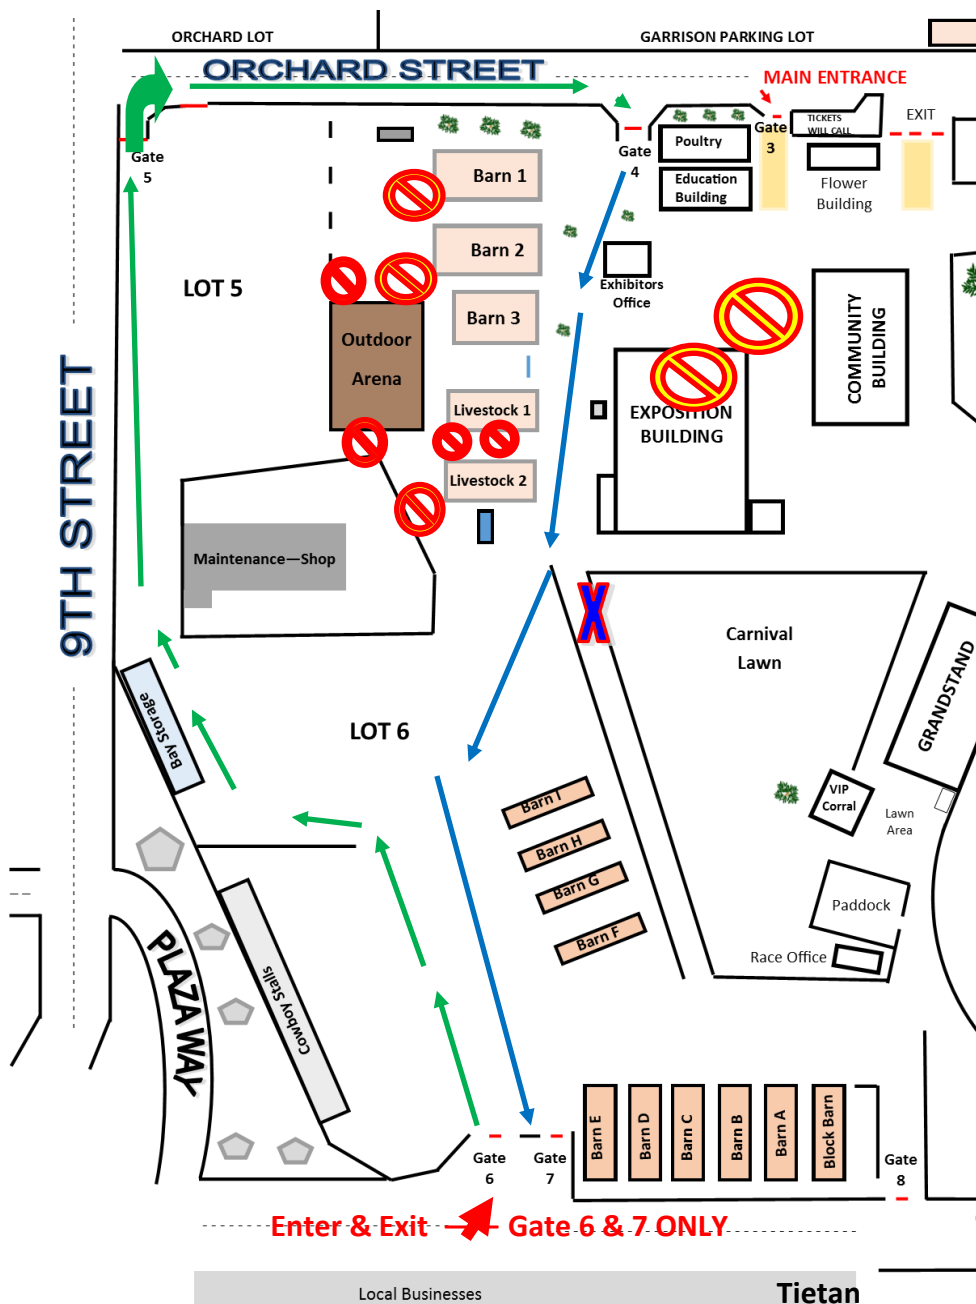 ORCHARD LOT
GARRISON PARKING LOT
ORCHARD STREET
MAIN ENTRANCE
TICKETS
WILL CALL
EXIT
Gate
5
Gate
4
Gate
3
Poultry
Education
Building
Flower
Building
Barn 1
Barn 2
Barn 3
LOT 5
Exhibitors
Office
Outdoor
Arena
COMMUNITY
BUILDING
EXPOSITION
BUILDING
Livestock 1
Livestock 2
9TH STREET
Maintenance—Shop
X
Carnival
Lawn
GRANDSTAND
Bay Storage
LOT 6
VIP
Corral
Lawn
Area
Barn I
Barn H
Barn G
Barn F
Paddock
Race Office
PLAZA WAY
Cowboy Stalls
Barn E
Barn D
Barn C
Barn B
Barn A
Block Barn
Gate
6
Gate
7
Gate
8
Enter & Exit
Gate 6 & 7 ONLY
Local Businesses
Tietan